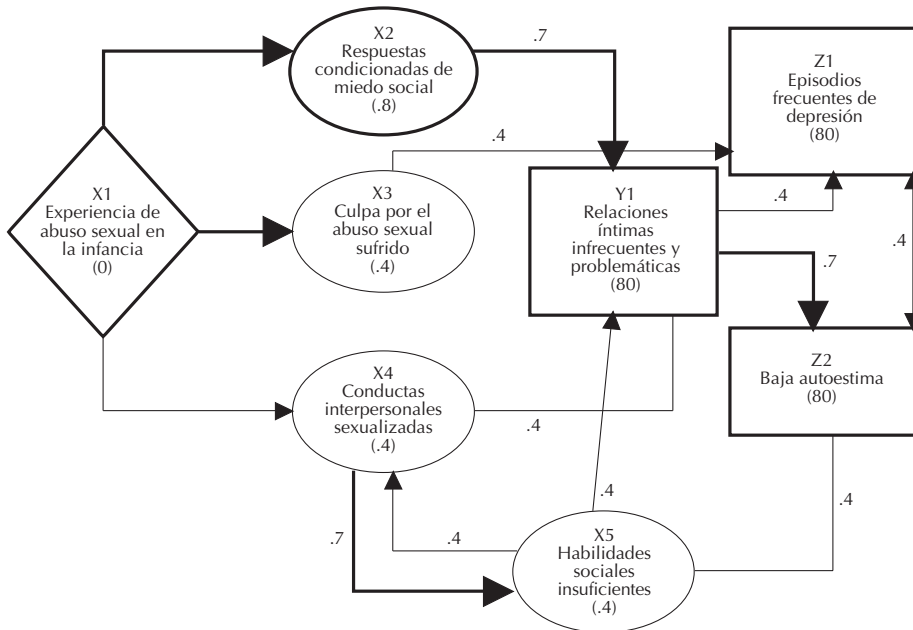 X2
Respuestas
condicionadas de
miedo social
(.8)
.7
Z1
Episodios
frecuentes de
depresión
(80)
.4
X1
Experiencia de
abuso sexual en
la infancia
(0)
X3
Culpa por el
abuso sexual
sufrido
(.4)
Y1
Relaciones
íntimas
infrecuentes y
problemáticas
(80)
.4
.4
.7
X4
Conductas
interpersonales
sexualizadas
(.4)
.4
Z2
Baja autoestima
(80)
.7
.4
.4
.4
X5
Habilidades
sociales
insuficientes
(.4)